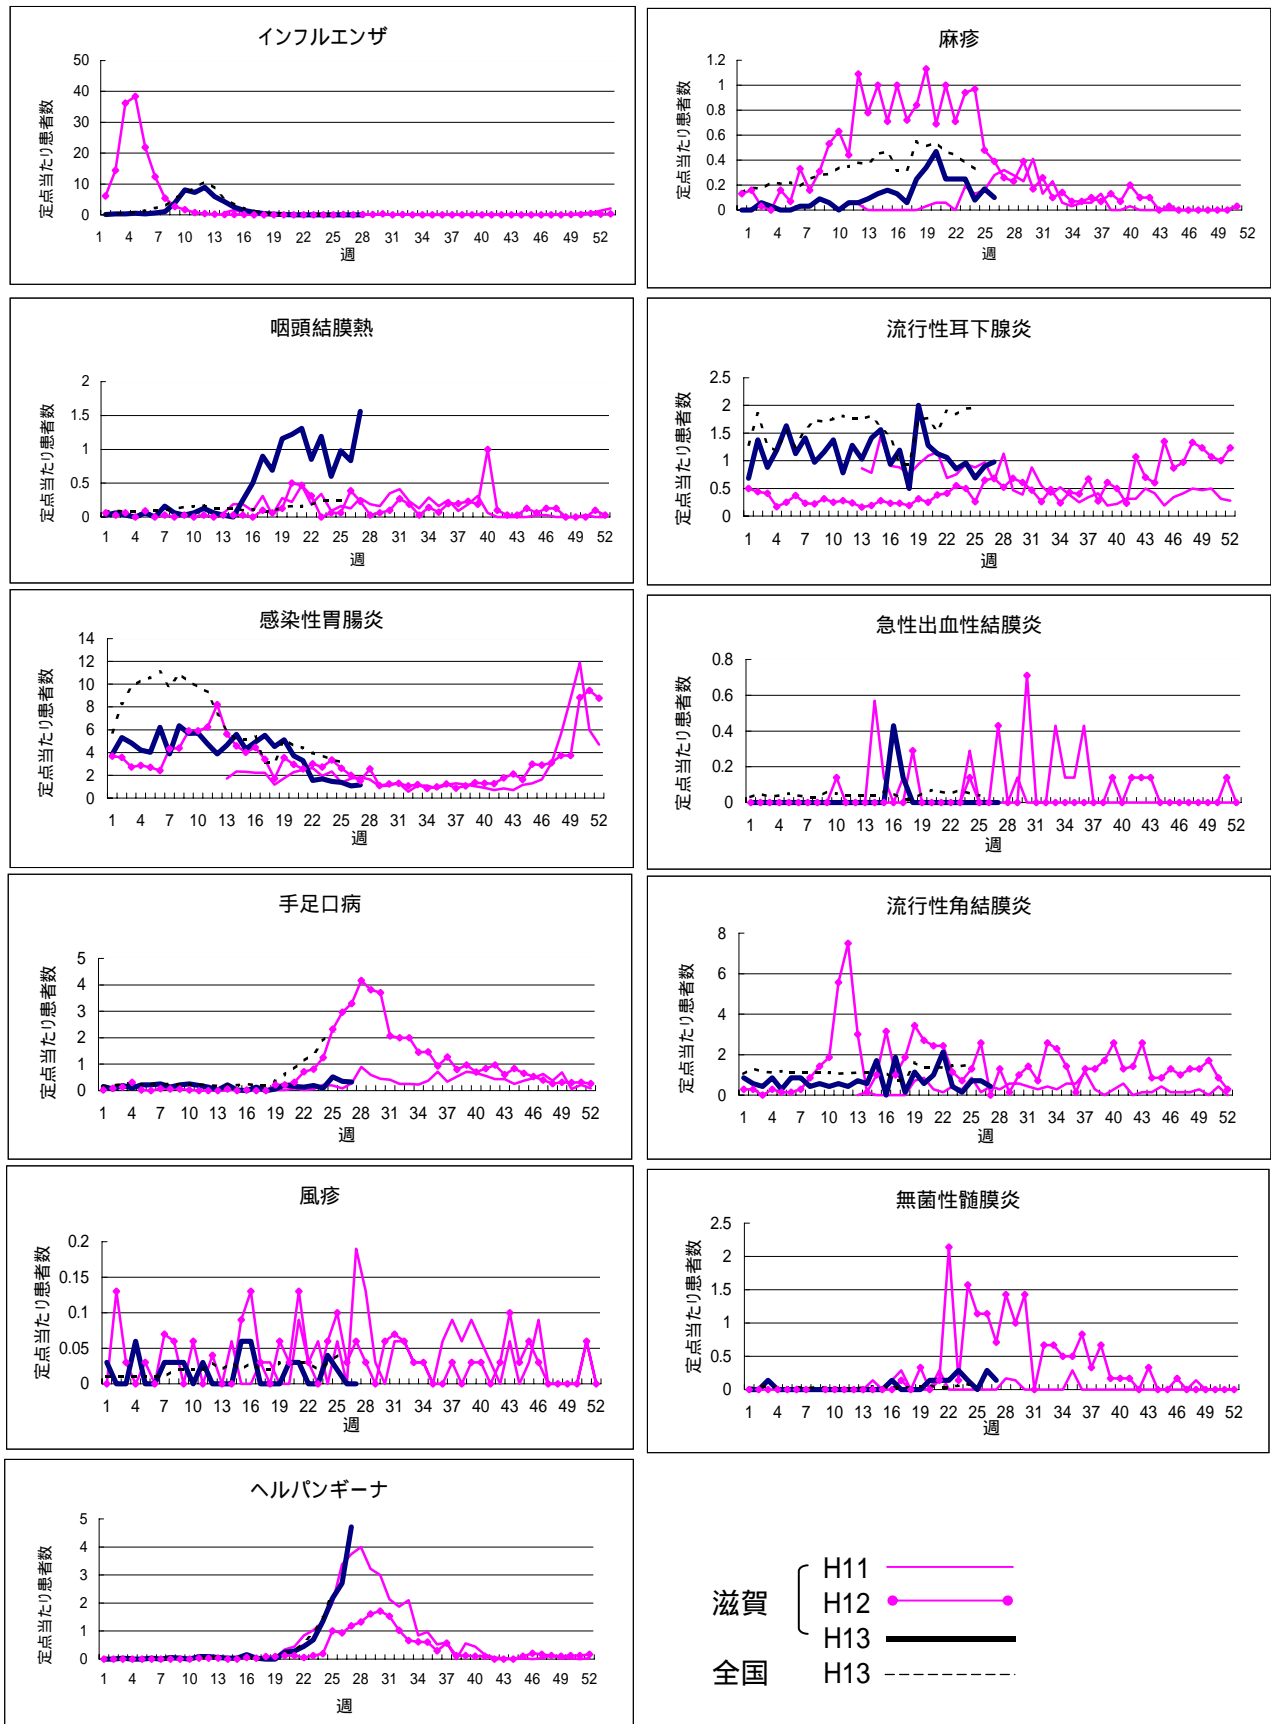 インフルエンザ
定点当たり患者数
50
40
30
20
10
0
1 4 7 10 13 16 19 22 25 28 31 34 37 40 43 46 49 52
週
麻疹
定点当たり患者数
1.2
1
0.8
0.6
0.4
0.2
0
1 4 7 10 13 16 19 22 25 28 31 34 37 40 43 46 49 52
週
咽頭結膜熱
定点当たり患者数
2
1.5
1
0.5
0
1 4 7 10 13 16 19 22 25 28 31 34 37 40 43 46 49 52
週
流行性耳下腺炎
定点当たり患者数
2.5
2
1.5
1
0.5
0
1 4 7 10 13 16 19 22 25 28 31 34 37 40 43 46 49 52
週
感染性胃腸炎
定点当たり患者数
14
12
10
8
6
4
2
0
1 4 7 10 13 16 19 22 25 28 31 34 37 40 43 46 49 52
週
急性出血性結膜炎
定点当たり患者数
0.8
0.6
0.4
0.2
0
1 4 7 10 13 16 19 22 25 28 31 34 37 40 43 46 49 52
週
手足口病
定点当たり患者数
5
4
3
2
1
0
1 4 7 10 13 16 19 22 25 28 31 34 37 40 43 46 49 52
週
流行性角結膜炎
定点当たり患者数
8
6
4
2
0
1 4 7 10 13 16 19 22 25 28 31 34 37 40 43 46 49 52
週
風疹
定点当たり患者数
0.2
0.15
0.1
0.05
0
1 4 7 10 13 16 19 22 25 28 31 34 37 40 43 46 49 52
週
無菌性髄膜炎
定点当たり患者数
2.5
2
1.5
1
0.5
0
1 4 7 10 13 16 19 22 25 28 31 34 37 40 43 46 49 52
週
ヘルパンギーナ
定点当たり患者数
5
4
3
2
1
0
1 4 7 10 13 16 19 22 25 28 31 34 37 40 43 46 49 52
週
滋賀
H11
H12
H13
全国 H13